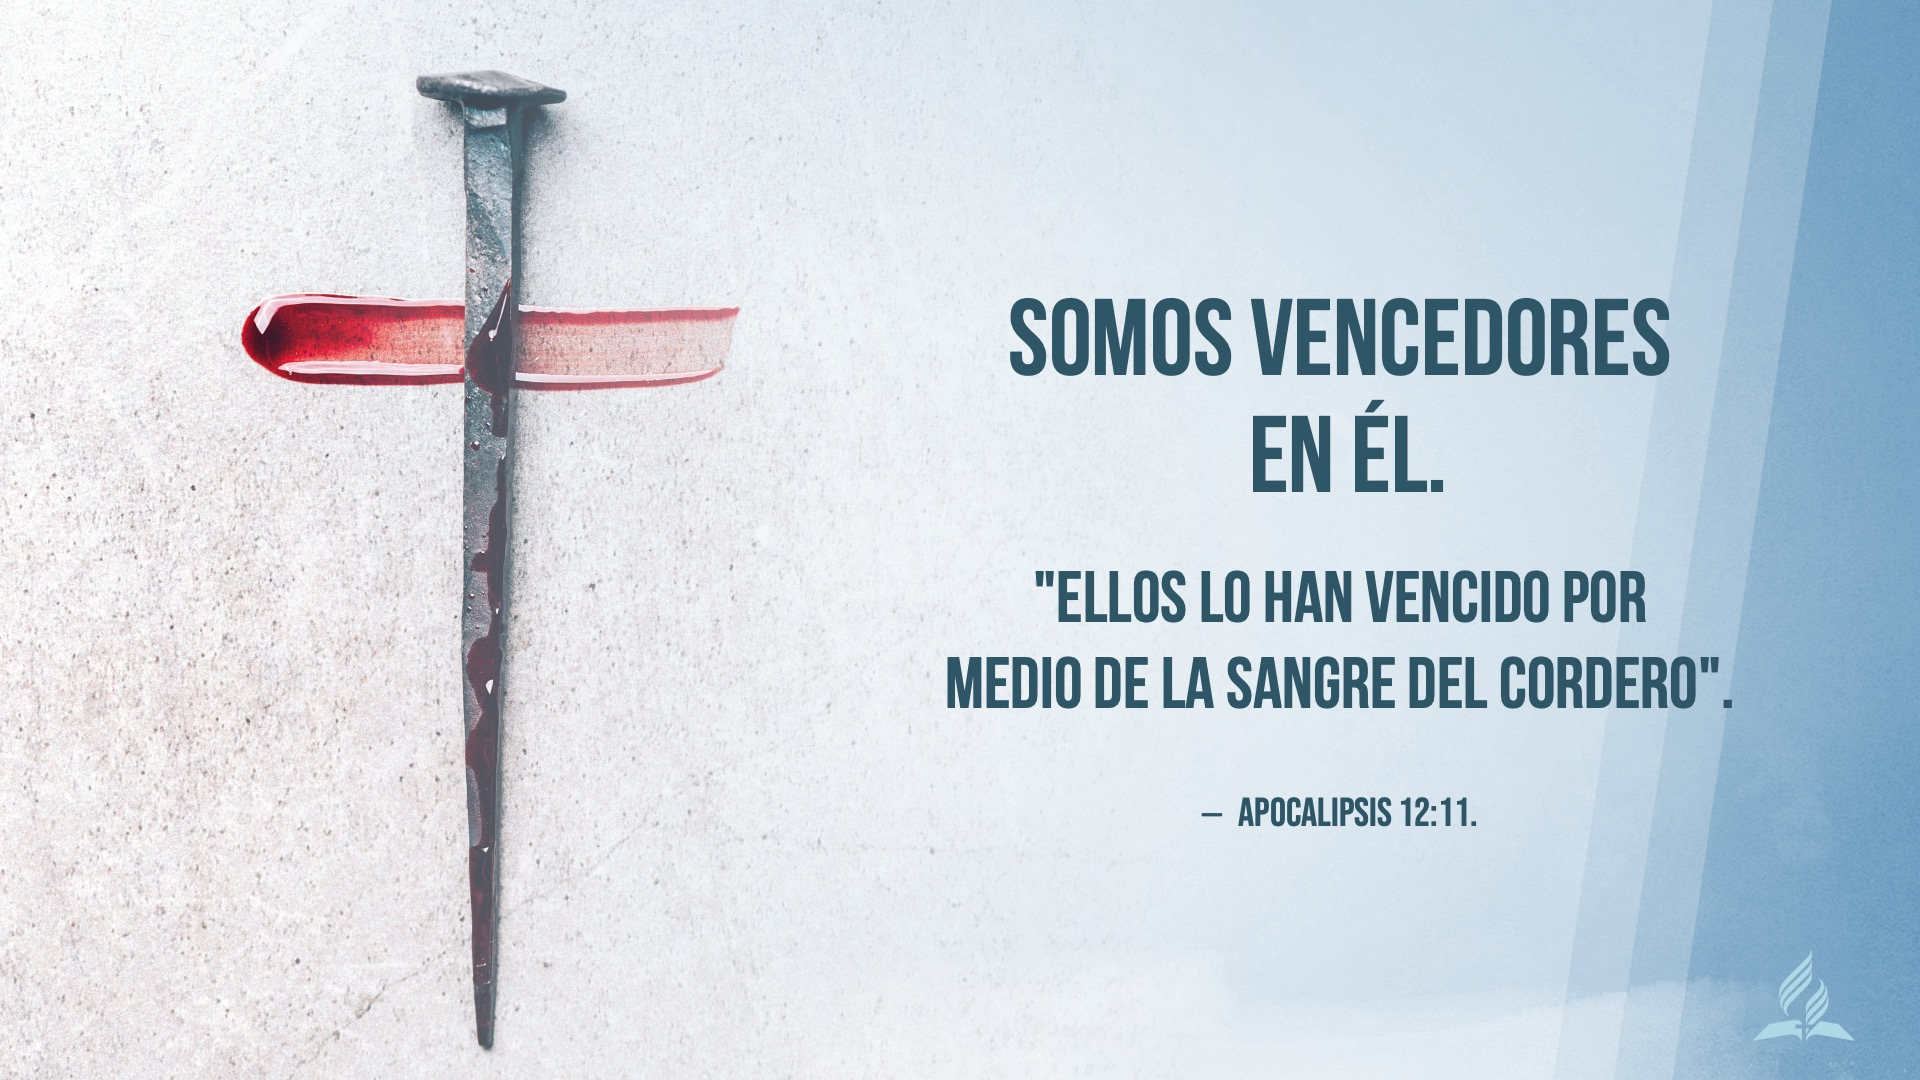 SOMOS VENCEDORES
EN ÉL.
"ELLOS LO HAN VENCIDO POR
MEDIO DE LA SANGRE DEL CORDERO".
– APOCALIPSIS 12:11.